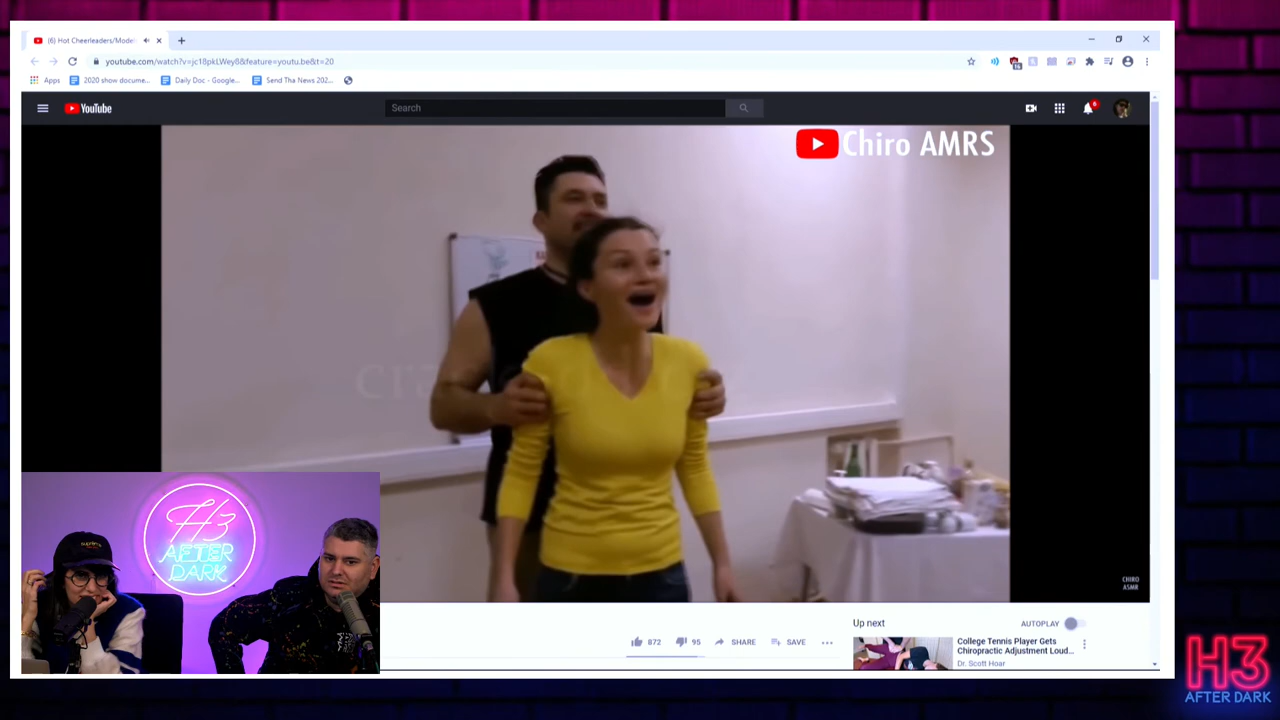 (6) Hot Cheerleaders/Mode
youtube.com/watch?v=jc18pkLWey8&feature=youtu.be&t=20
Apps
2020 show docume...
Daily Doc - Google...
Send Tha News 202...
YouTube
Search
6
Chiro AMRS
CHIRO
ASMR
H3
AFTER
DARK
872
95
SHARE
SAVE
Up next
AUTOPLAY
College Tennis Player Gets
Chiropractic Adjustment Loud...
Dr. Scott Hoar
H3
AFTER DARK